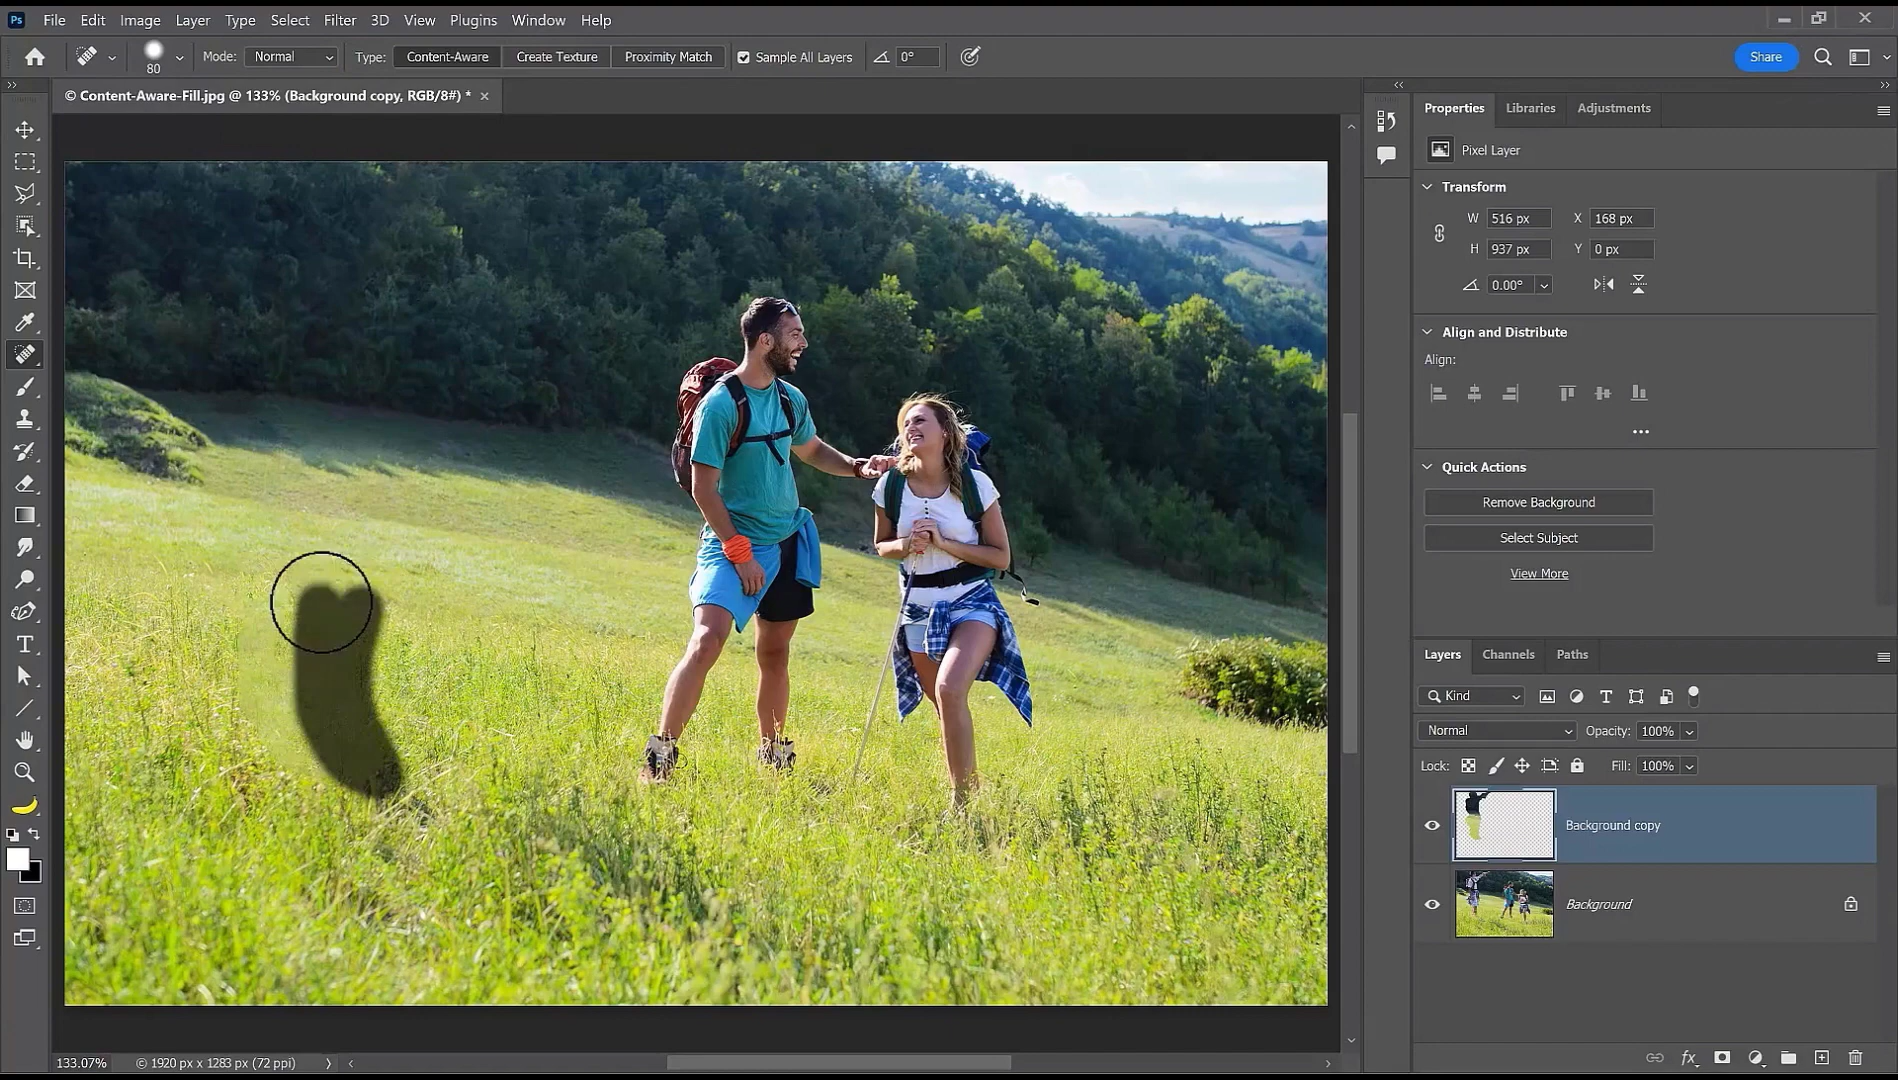 Ps File Edit Image Layer Type Select Filter 3D View Plugins Window Help
80 Mode: Normal Type: Content-Aware Create Texture Proximity Match Sample All Layers 0° Share
© Content-Aware-Fill.jpg @ 133% (Background copy, RGB/8#) *
Properties Libraries Adjustments
Pixel Layer
Transform
W 516 px X 168 px
H 937 px Y 0 px
0.00°
Align and Distribute
Align:
Quick Actions
Remove Background
Select Subject
View More
Layers Channels Paths
Kind
Normal Opacity: 100%
Lock: Fill: 100%
Background copy
Background
133.07% © 1920 px x 1283 px (72 ppi)